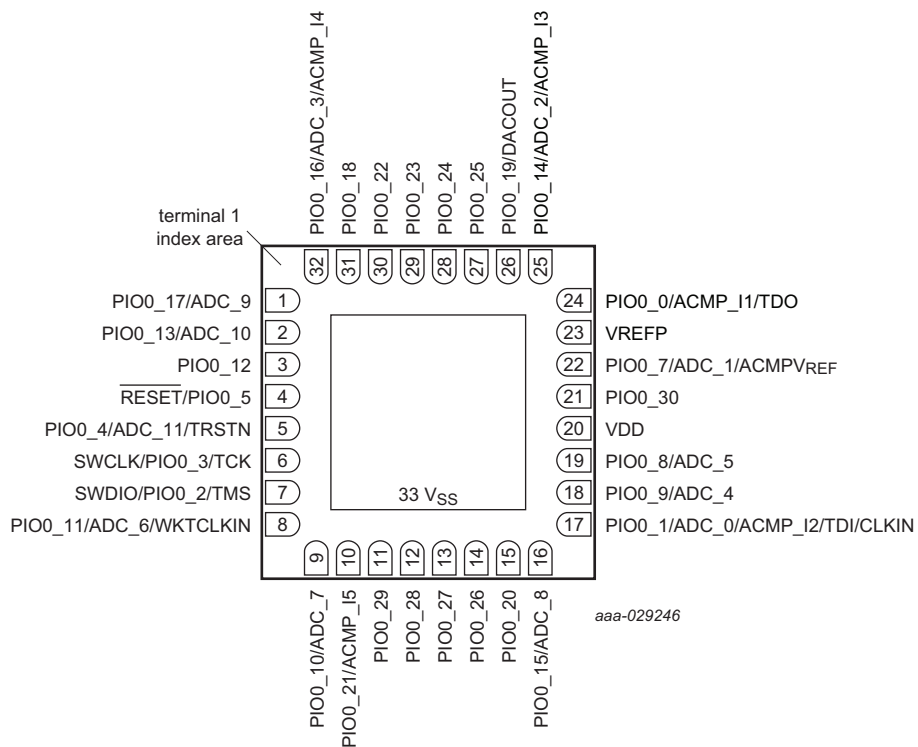 PIO0_16/ADC_3/ACMP_I4
PIO0_18
PIO0_22
PIO0_23
PIO0_24
PIO0_25
PIO0_19/DACOUT
PIO0_14/ADC_2/ACMP_I3
terminal 1
index area
32
31
30
29
28
27
26
25
PIO0_17/ADC_9 1
PIO0_13/ADC_10 2
PIO0_12 3
RESET/PIO0_5 4
PIO0_4/ADC_11/TRSTN 5
SWCLK/PIO0_3/TCK 6
SWDIO/PIO0_2/TMS 7
PIO0_11/ADC_6/WKTCLKIN 8
24 PIO0_0/ACMP_I1/TDO
23 VREFP
22 PIO0_7/ADC_1/ACMPVREF
21 PIO0_30
20 VDD
19 PIO0_8/ADC_5
18 PIO0_9/ADC_4
17 PIO0_1/ADC_0/ACMP_I2/TDI/CLKIN
33 VSS
9
10
11
12
13
14
15
16
PIO0_10/ADC_7
PIO0_21/ACMP_I5
PIO0_29
PIO0_28
PIO0_27
PIO0_26
PIO0_20
PIO0_15/ADC_8
aaa-029246